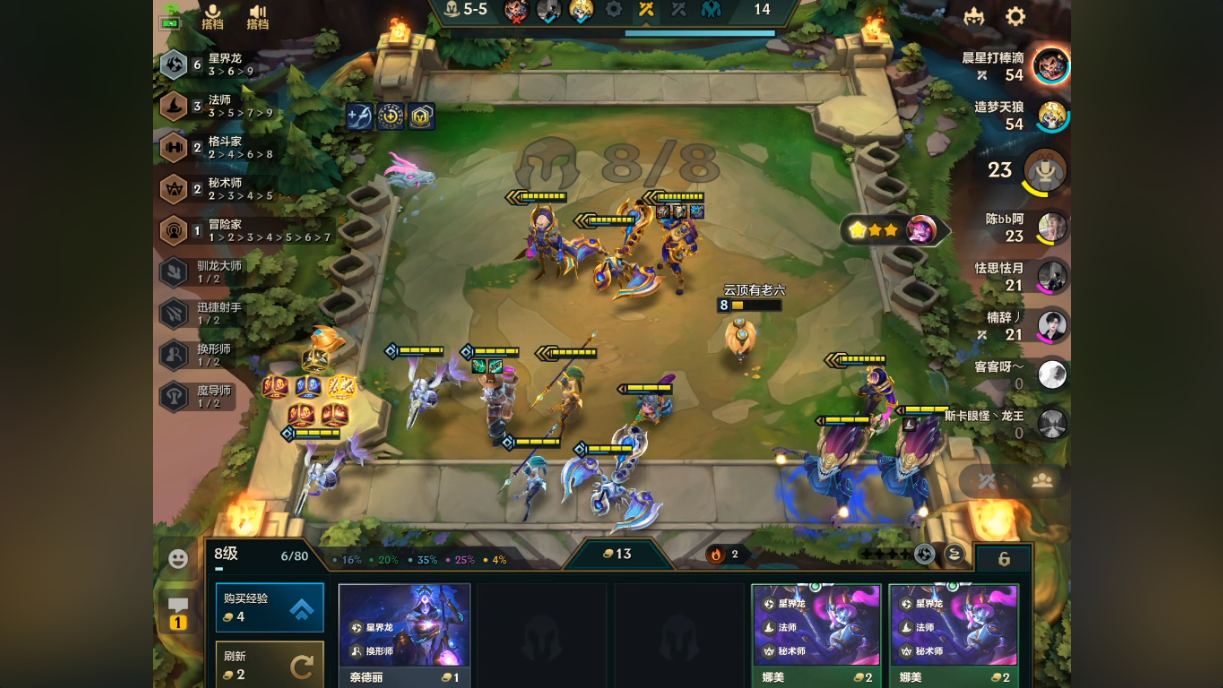 搭档
搭档
5-5
14
6 星界龙
3 > 6 > 9
3 法师
3 > 5 > 7 > 9
2 格斗家
2 > 4 > 6 > 8
2 秘术师
2 > 3 > 4 > 5
1 冒险家
1 > 2 > 3 > 4 > 5 > 6 > 7
驯龙大师
1 / 2
迅捷射手
1 / 2
换形师
1 / 2
魔导师
1 / 2
8/8
云顶有老六
8
晨星打棒滴
54
造梦天狼
54
23
陈bb阿
23
怯思怯月
21
楠辞丿
21
客客呀～
0
斯卡眼怪丶龙王
0
8级
6/80
16%
20%
35%
25%
4%
13
2
6
1
购买经验
4
刷新
2
星界龙
换形师
奈德丽
1
星界龙
法师
秘术师
娜美
2
星界龙
法师
秘术师
娜美
2